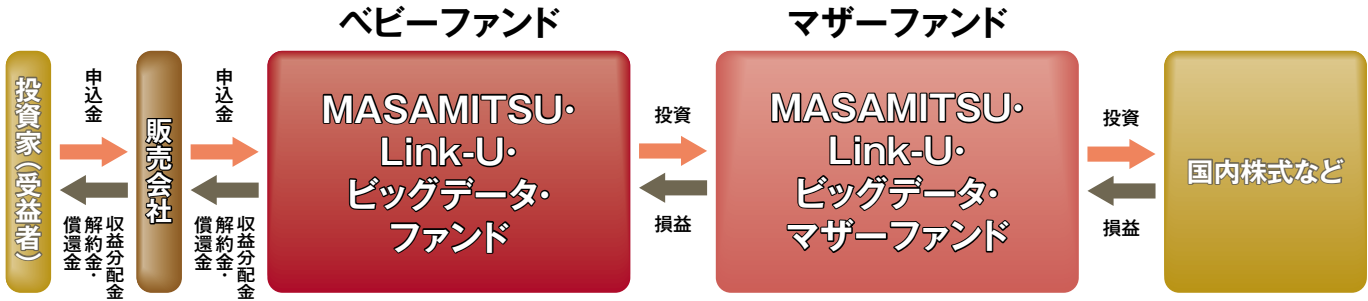 ベビーファンド
マザーファンド
投資家（受益者）
申込金
収益分配金
解約金・
償還金
販売会社
申込金
収益分配金
解約金・
償還金
MASAMITSU・
Link-U・
ビッグデータ・
ファンド
投資
損益
MASAMITSU・
Link-U・
ビッグデータ・
マザーファンド
投資
損益
国内株式など